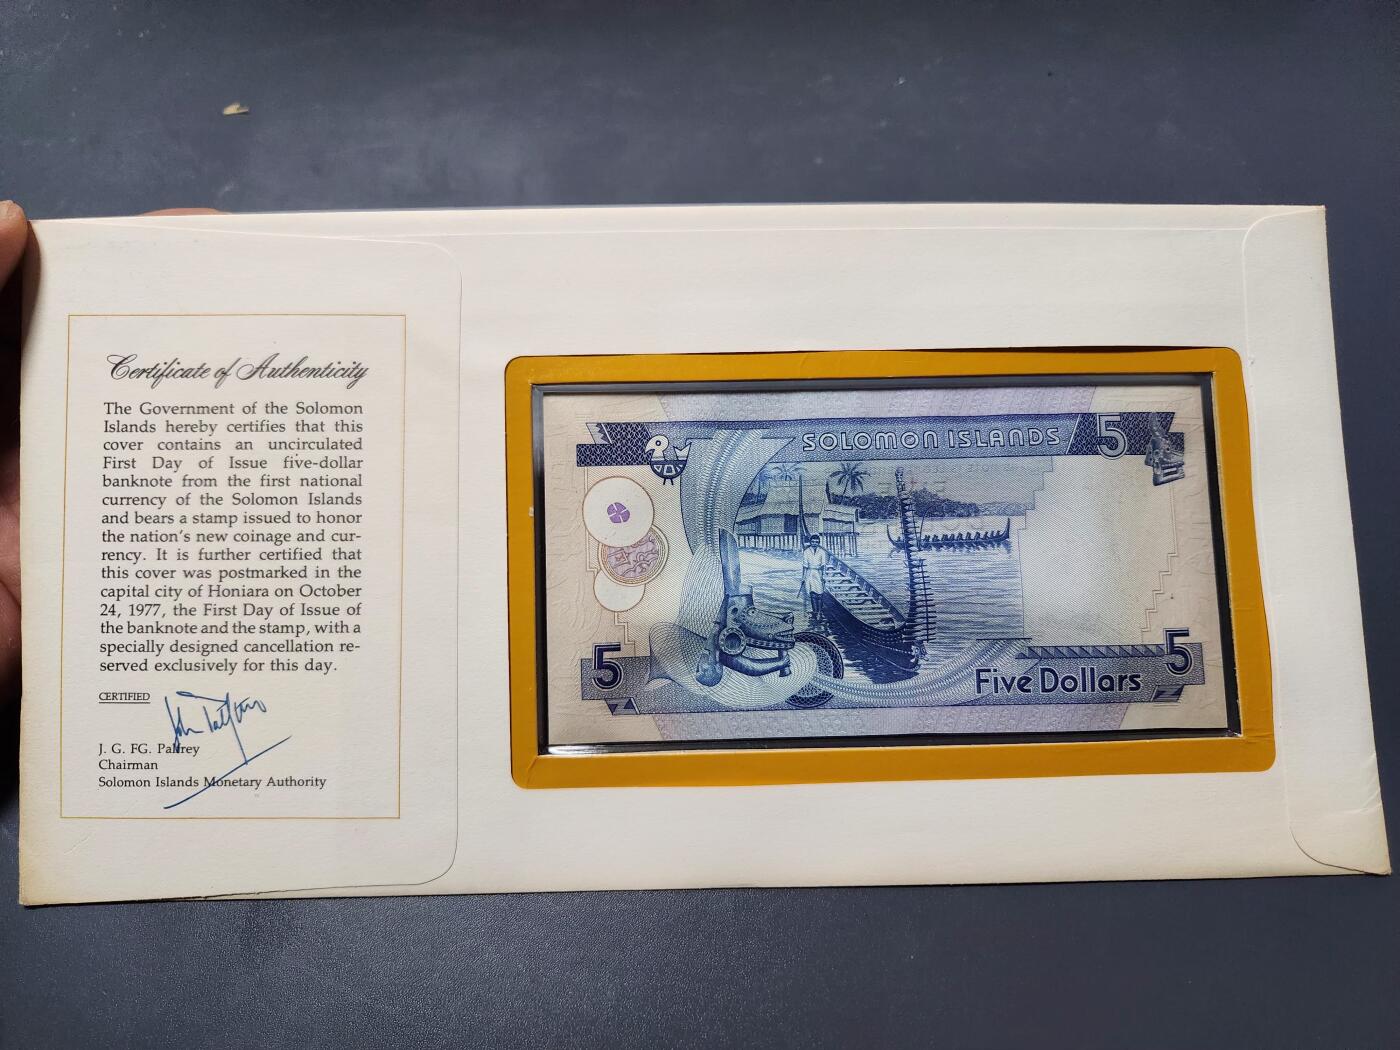 Certificate of Authenticity
The Government of the Solomon
Islands hereby certifies that this
cover contains an uncirculated
First Day of Issue five-dollar
banknote from the first national
currency of the Solomon Islands
and bears a stamp issued to honor
the nation's new coinage and cur-
rency. It is further certified that
this cover was postmarked in the
capital city of Honiara on October
24, 1977, the First Day of Issue of
the banknote and the stamp, with a
specially designed cancellation re-
served exclusively for this day.
CERTIFIED
J. G. FG. Palfrey
Chairman
Solomon Islands Monetary Authority
SOLOMON ISLANDS 5
5 Five Dollars 5